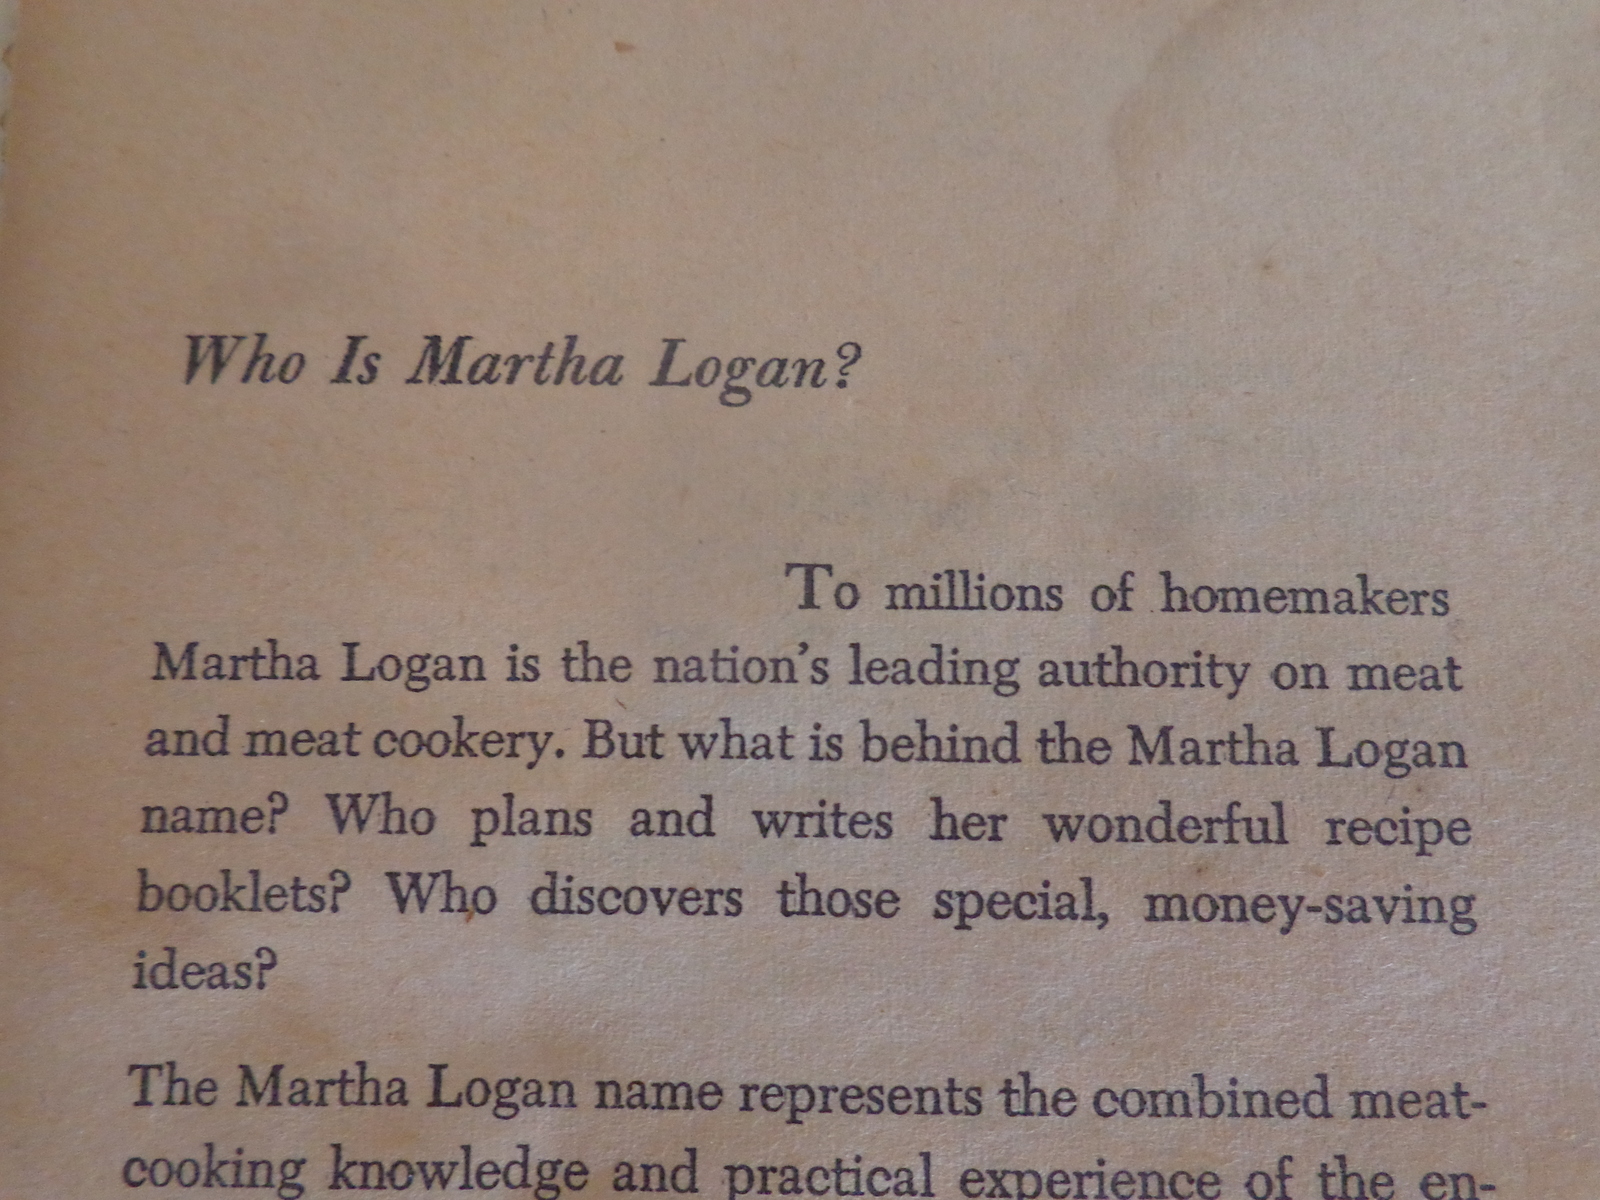 Who Is Martha Logan?
To millions of homemakers
Martha Logan is the nation's leading authority on meat
and meat cookery. But what is behind the Martha Logan
name? Who plans and writes her wonderful recipe
booklets? Who discovers those special, money-saving
ideas?
The Martha Logan name represents the combined meat-
cooking knowledge and practical experience of the en-